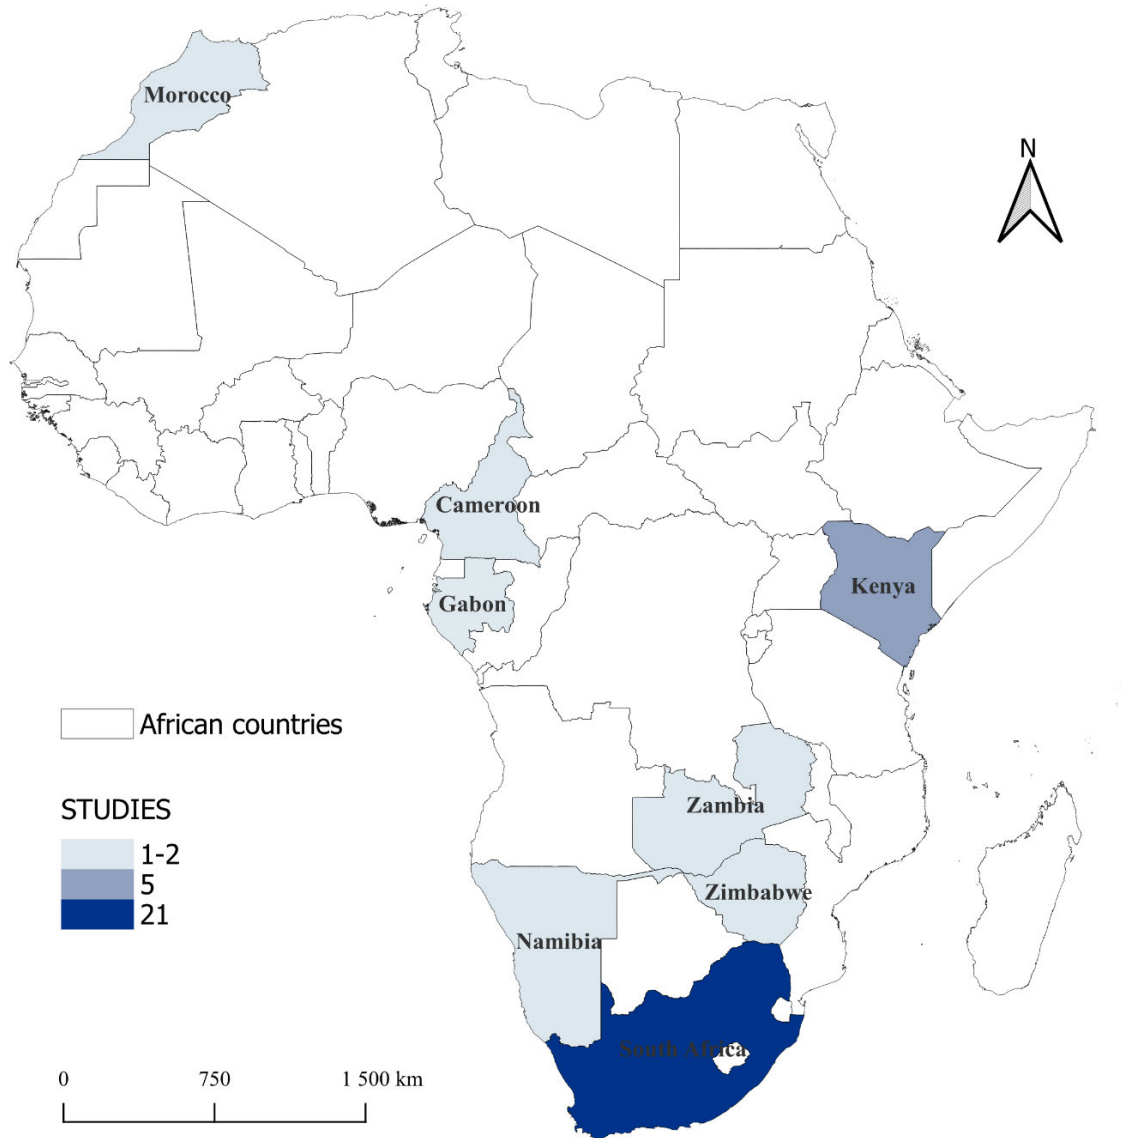 Morocco
N
Cameroon
Kenya
Gabon
African countries
Zambia
STUDIES
1-2
5
21
Zimbabwe
Namibia
South Africa
0 750 1 500 km